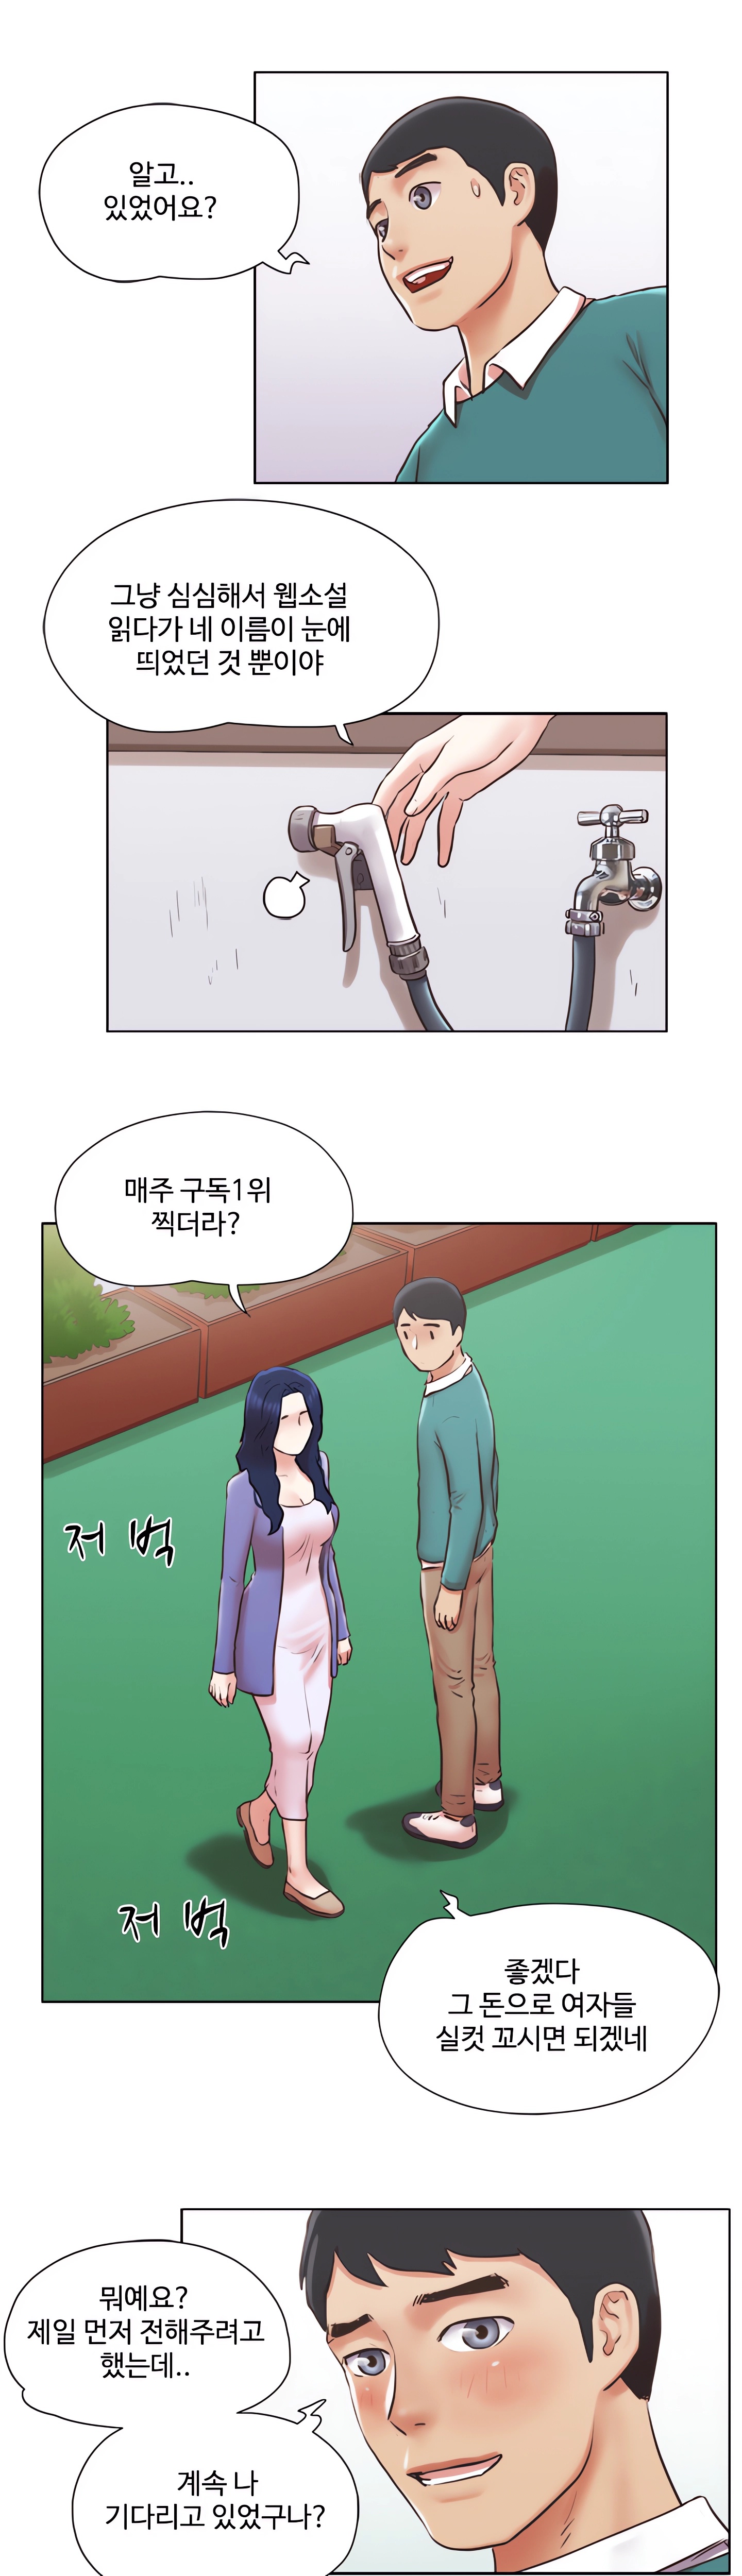 알고..
있었어요?
그냥 심심해서 웹소설
읽다가 네 이름이 눈에
띄었던 것 뿐이야
매주 구독1위
찍더라?
저벅
저벅
좋겠다
그 돈으로 여자들
실컷 꼬시면 되겠네
뭐예요?
제일 먼저 전해주려고
했는데..
계속 나
기다리고 있었구나?